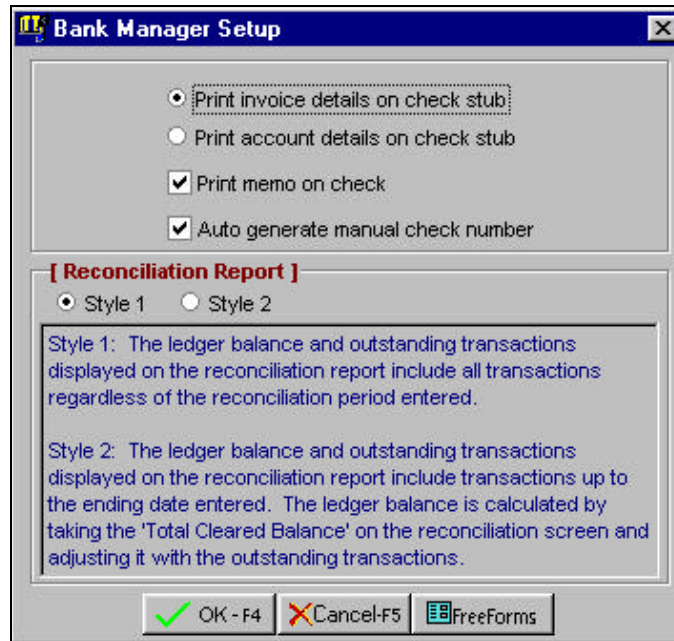 Bank Manager Setup
Print invoice details on check stub
Print account details on check stub
Print memo on check
Auto generate manual check number
[ Reconciliation Report ]
Style 1 Style 2
Style 1:  The ledger balance and outstanding transactions
displayed on the reconciliation report include all transactions
regardless of the reconciliation period entered.
Style 2:  The ledger balance and outstanding transactions
displayed on the reconciliation report include transactions up to
the ending date entered.  The ledger balance is calculated by
taking the 'Total Cleared Balance' on the reconciliation screen and
adjusting it with the outstanding transactions.
OK - F4 Cancel-F5 FreeForms